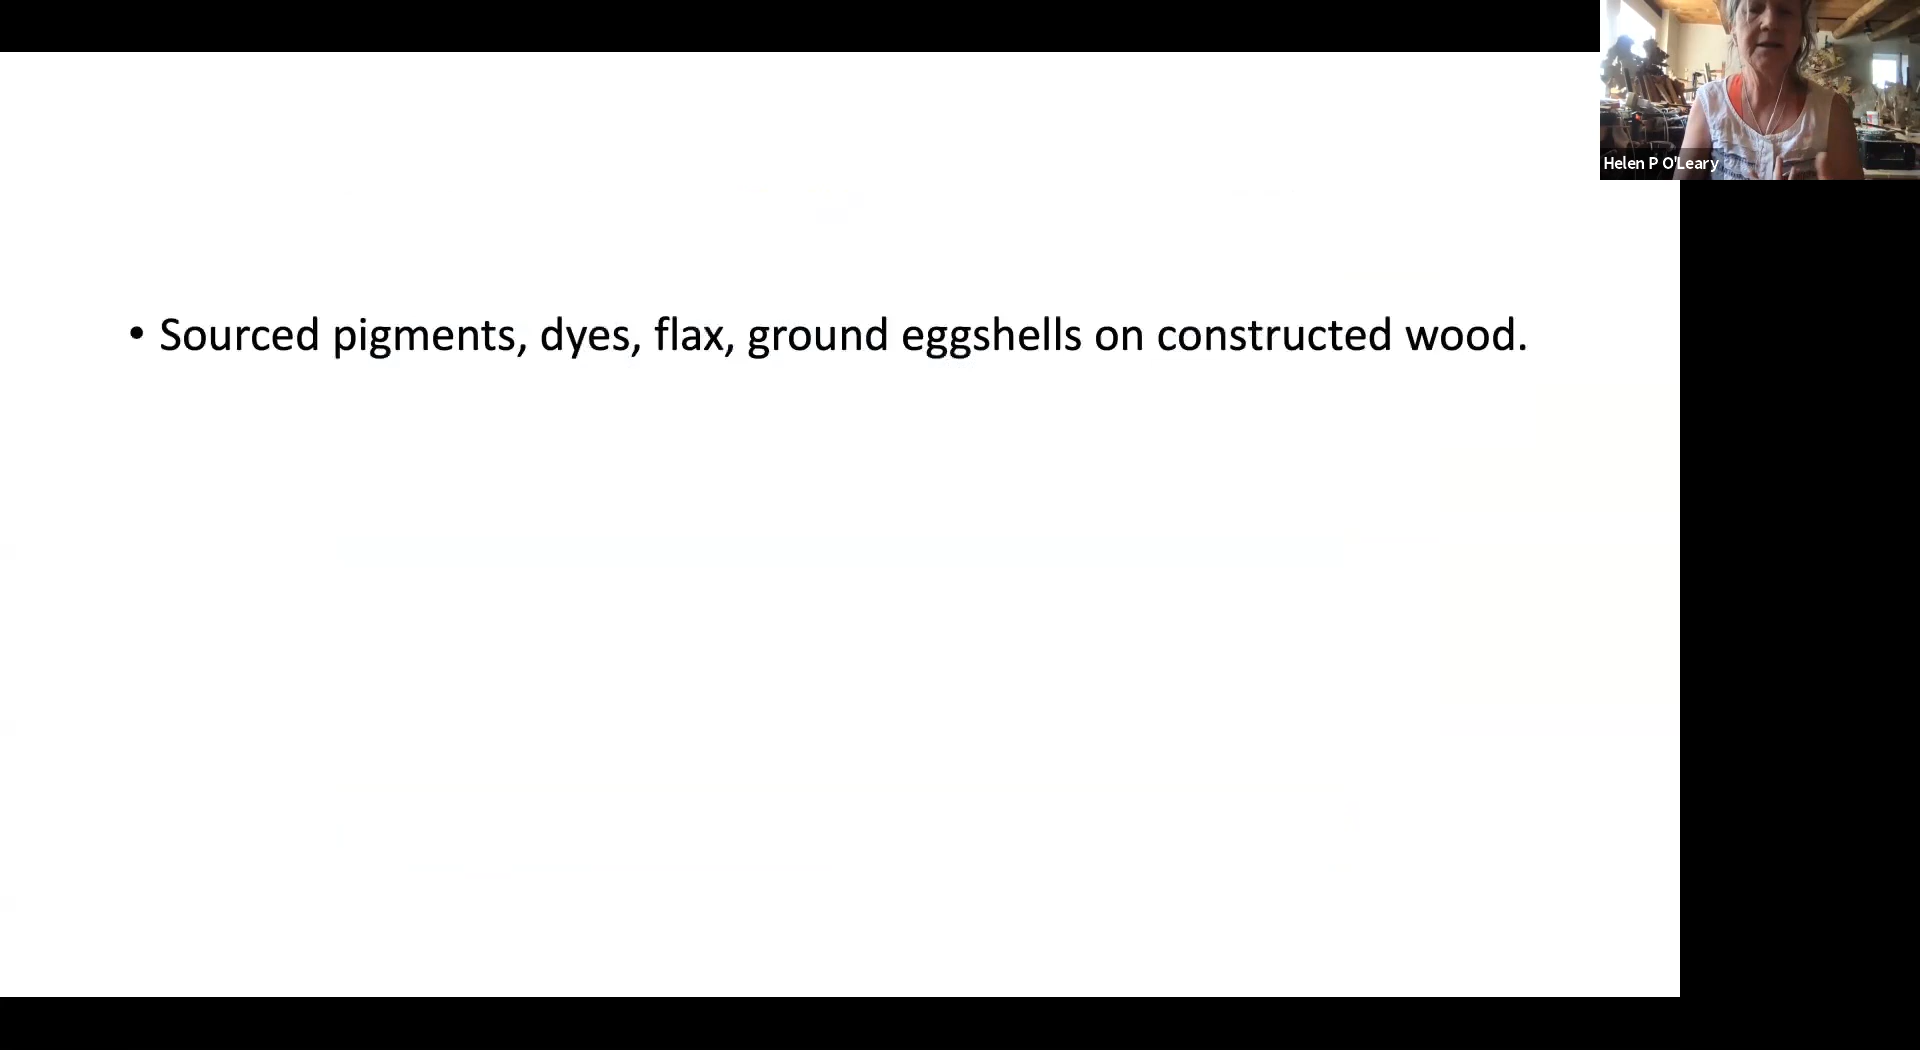 Helen P O'Leary
• Sourced pigments, dyes, flax, ground eggshells on constructed wood.